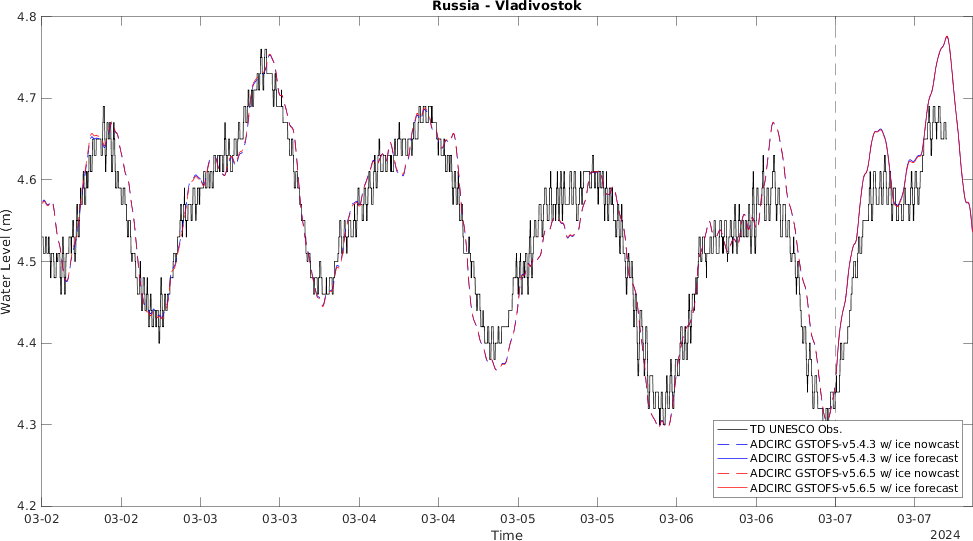 Russia - Vladivostok
4.8
4.7
4.6
4.5
4.4
4.3
4.2
Water Level (m)
TD UNESCO Obs.
ADCIRC GSTOFS-v5.4.3 w/ ice nowcast
ADCIRC GSTOFS-v5.4.3 w/ ice forecast
ADCIRC GSTOFS-v5.6.5 w/ ice nowcast
ADCIRC GSTOFS-v5.6.5 w/ ice forecast
03-02 03-02 03-03 03-03 03-04 03-04 03-05 03-05 03-06 03-06 03-07 03-07
Time
2024